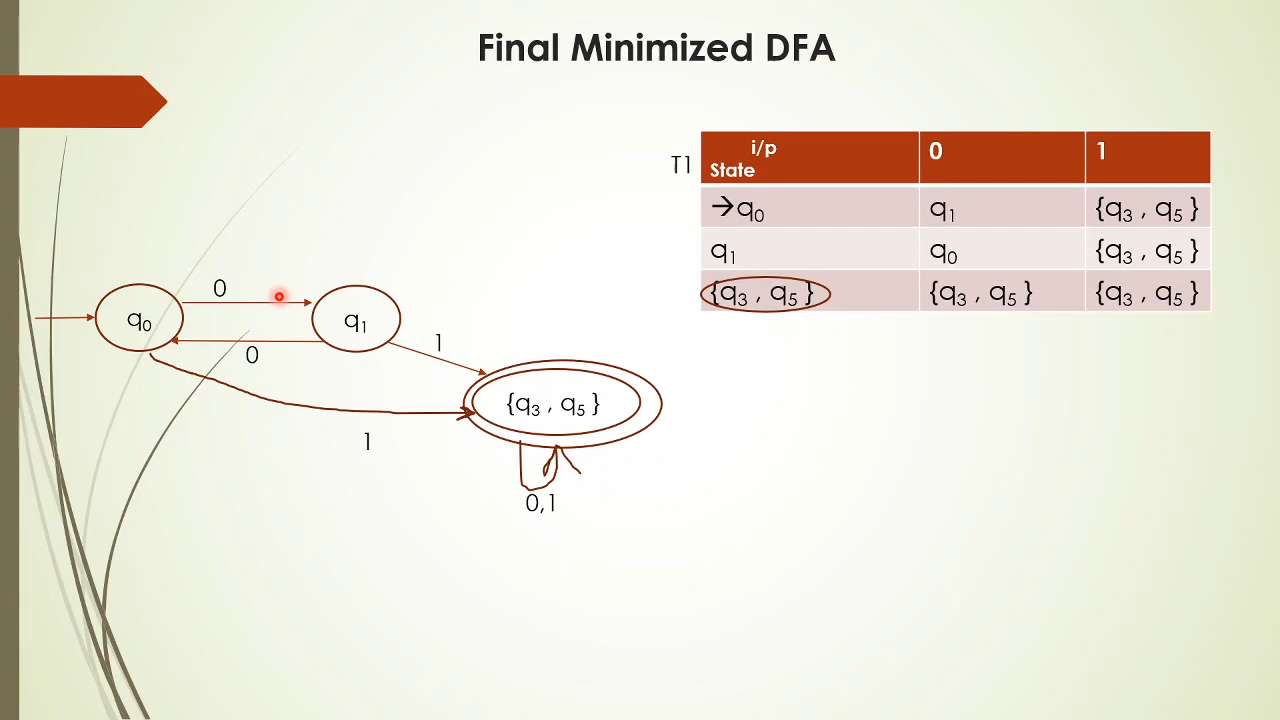 Final Minimized DFA
T1
i/p
State
0
1
→q₀
q₁
{q₃ , q₅ }
q₁
q₀
{q₃ , q₅ }
{q₃ , q₅ }
{q₃ , q₅ }
{q₃ , q₅ }
0
q₀
q₁
0
1
{q₃ , q₅ }
1
0,1